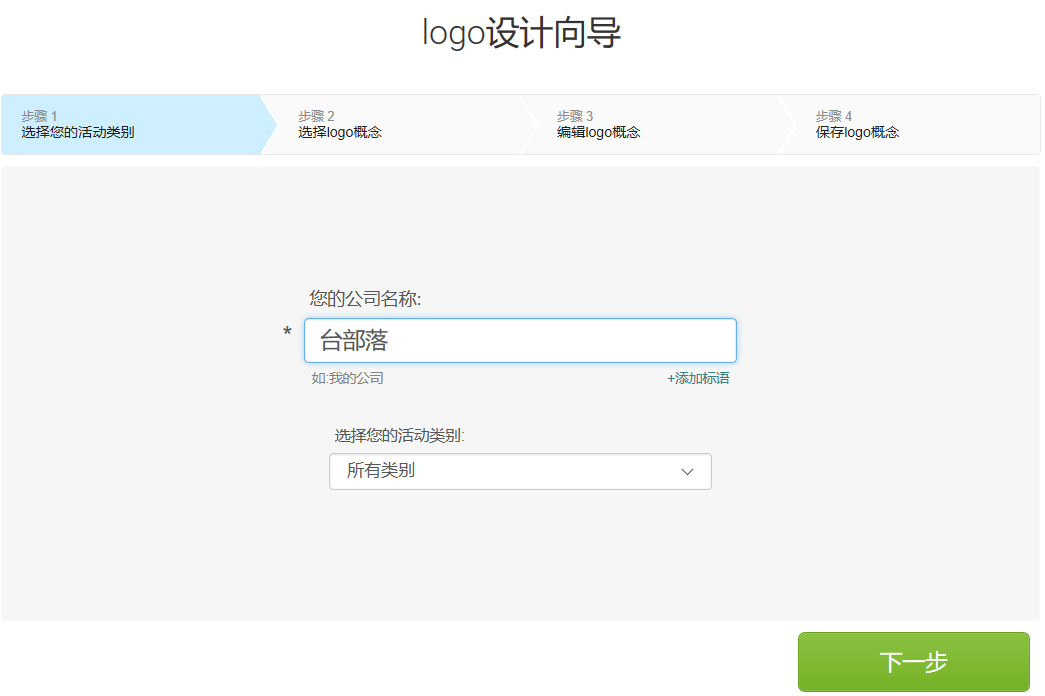 logo设计向导
步骤 1
选择您的活动类别
步骤 2
选择logo概念
步骤 3
编辑logo概念
步骤 4
保存logo概念
您的公司名称:
*
台部落
如:我的公司
+添加标语
选择您的活动类别:
所有类别
下一步